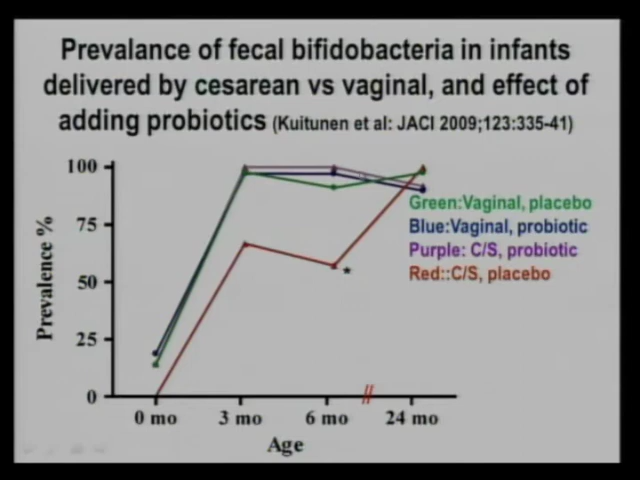 Prevalance of fecal bifidobacteria in infants
delivered by cesarean vs vaginal, and effect of
adding probiotics (Kuitunen et al: JACI 2009;123:335-41)
100
75
50
25
0
Prevalence %
Green:Vaginal, placebo
Blue:Vaginal, probiotic
Purple: C/S, probiotic
Red::C/S, placebo
*
//
0 mo 3 mo 6 mo 24 mo
Age